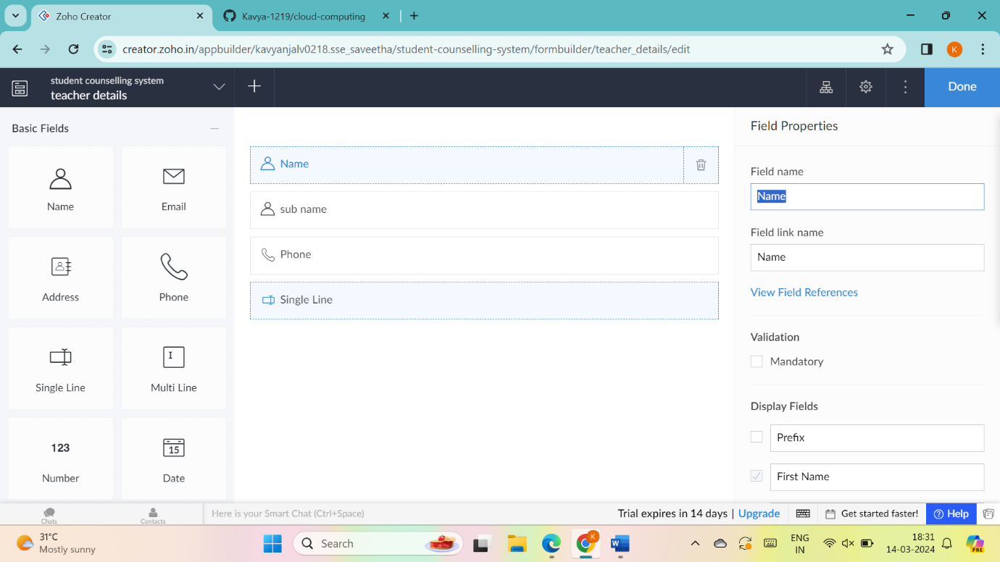 Zoho Creator
Kavya-1219/cloud-computing
creator.zoho.in/appbuilder/kavyanjalv0218.sse_saveetha/student-counselling-system/formbuilder/teacher_details/edit
K
student counselling system
teacher details
Done
Basic Fields
Name
Email
Address
Phone
Single Line
Multi Line
I
123
Number
15
Date
Name
sub name
Phone
Single Line
Field Properties
Field name
Name
Field link name
Name
View Field References
Validation
Mandatory
Display Fields
Prefix
First Name
Chats
Contacts
Here is your Smart Chat (Ctrl+Space)
Trial expires in 14 days | Upgrade
Get started faster!
? Help
31°C
Mostly sunny
Search
K
W
ENG
IN
18:31
14-03-2024
PRE